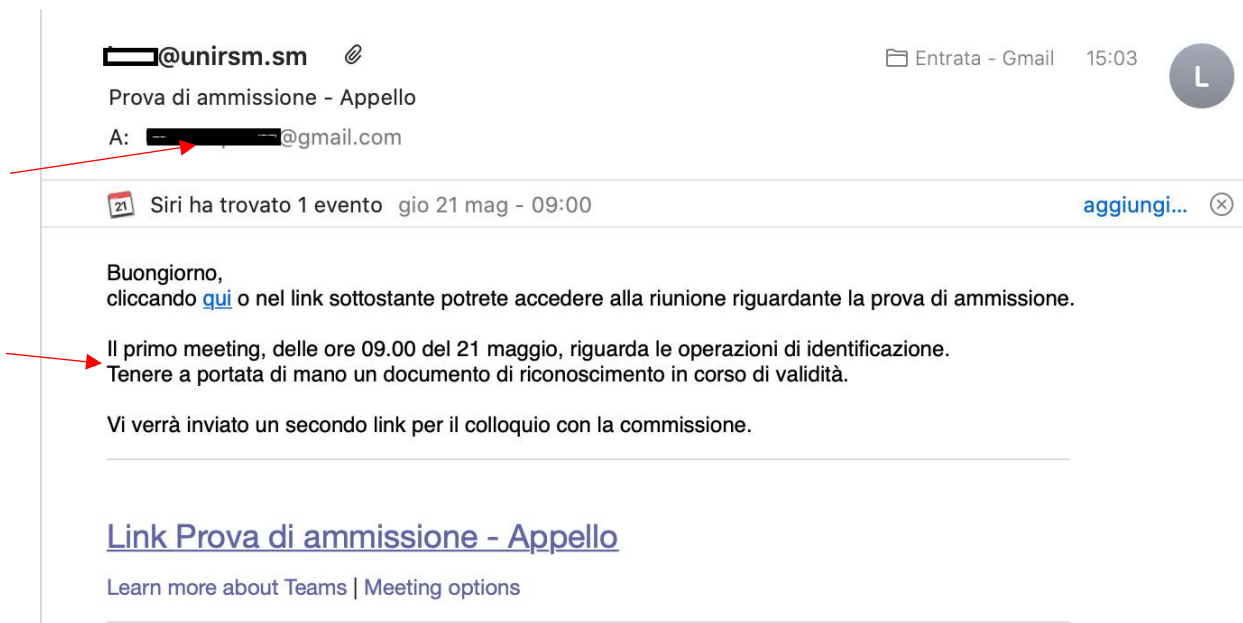 @unirsm.sm
Entrata - Gmail 15:03
L
Prova di ammissione - Appello
A: @gmail.com
21 Siri ha trovato 1 evento gio 21 mag - 09:00 aggiungi...
Buongiorno,
cliccando qui o nel link sottostante potrete accedere alla riunione riguardante la prova di ammissione.
Il primo meeting, delle ore 09.00 del 21 maggio, riguarda le operazioni di identificazione.
Tenere a portata di mano un documento di riconoscimento in corso di validità.
Vi verrà inviato un secondo link per il colloquio con la commissione.
Link Prova di ammissione - Appello
Learn more about Teams | Meeting options